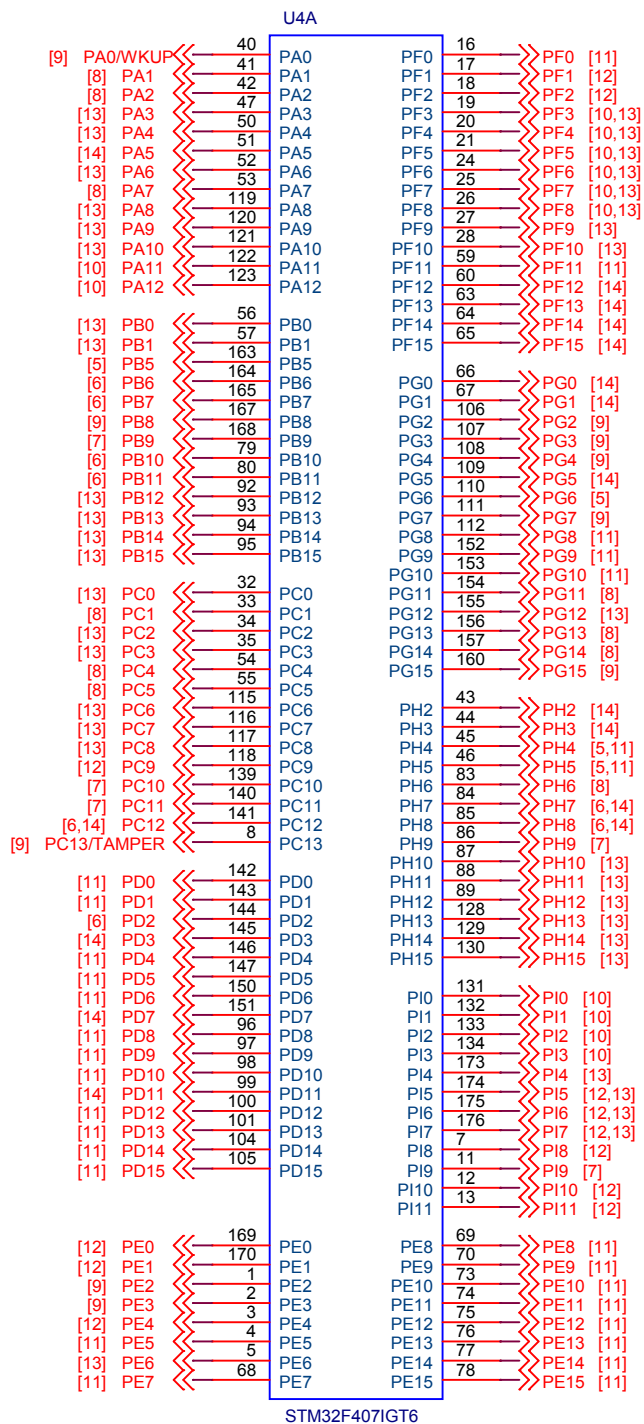 U4A
[9] PA0/WKUP 40 PA0 PF0 16 PF0 [11]
[8] PA1 41 PA1 PF1 17 PF1 [12]
[8] PA2 42 PA2 PF2 18 PF2 [12]
[13] PA3 47 PA3 PF3 19 PF3 [10,13]
[13] PA4 50 PA4 PF4 20 PF4 [10,13]
[14] PA5 51 PA5 PF5 21 PF5 [10,13]
[13] PA6 52 PA6 PF6 24 PF6 [10,13]
[8] PA7 53 PA7 PF7 25 PF7 [10,13]
[13] PA8 119 PA8 PF8 26 PF8 [10,13]
[13] PA9 120 PA9 PF9 27 PF9 [13]
[13] PA10 121 PA10 PF10 28 PF10 [13]
[10] PA11 122 PA11 PF11 59 PF11 [11]
[10] PA12 123 PA12 PF12 60 PF12 [14]
PF13 63 PF13 [14]
[13] PB0 56 PB0 PF14 64 PF14 [14]
[13] PB1 57 PB1 PF15 65 PF15 [14]
[5] PB5 163 PB5
[6] PB6 164 PB6 PG0 66 PG0 [14]
[6] PB7 165 PB7 PG1 67 PG1 [14]
[9] PB8 167 PB8 PG2 106 PG2 [9]
[7] PB9 168 PB9 PG3 107 PG3 [9]
[6] PB10 79 PB10 PG4 108 PG4 [9]
[6] PB11 80 PB11 PG5 109 PG5 [14]
[13] PB12 92 PB12 PG6 110 PG6 [5]
[13] PB13 93 PB13 PG7 111 PG7 [9]
[13] PB14 94 PB14 PG8 112 PG8 [11]
[13] PB15 95 PB15 PG9 152 PG9 [11]
PG10 153 PG10 [11]
[13] PC0 32 PC0 PG11 154 PG11 [8]
[8] PC1 33 PC1 PG12 155 PG12 [13]
[13] PC2 34 PC2 PG13 156 PG13 [8]
[13] PC3 35 PC3 PG14 157 PG14 [8]
[8] PC4 54 PC4 PG15 160 PG15 [9]
[8] PC5 55 PC5
[13] PC6 115 PC6 PH2 43 PH2 [14]
[13] PC7 116 PC7 PH3 44 PH3 [14]
[13] PC8 117 PC8 PH4 45 PH4 [5,11]
[12] PC9 118 PC9 PH5 46 PH5 [5,11]
[7] PC10 139 PC10 PH6 83 PH6 [8]
[7] PC11 140 PC11 PH7 84 PH7 [6,14]
[6,14] PC12 141 PC12 PH8 85 PH8 [6,14]
[9] PC13/TAMPER 8 PC13 PH9 86 PH9 [7]
PH10 87 PH10 [13]
[11] PD0 142 PD0 PH11 88 PH11 [13]
[11] PD1 143 PD1 PH12 89 PH12 [13]
[6] PD2 144 PD2 PH13 128 PH13 [13]
[14] PD3 145 PD3 PH14 129 PH14 [13]
[11] PD4 146 PD4 PH15 130 PH15 [13]
[11] PD5 147 PD5
[11] PD6 150 PD6 PI0 131 PI0 [10]
[14] PD7 151 PD7 PI1 132 PI1 [10]
[11] PD8 96 PD8 PI2 133 PI2 [10]
[11] PD9 97 PD9 PI3 134 PI3 [10]
[11] PD10 98 PD10 PI4 173 PI4 [13]
[14] PD11 99 PD11 PI5 174 PI5 [12,13]
[11] PD12 100 PD12 PI6 175 PI6 [12,13]
[11] PD13 101 PD13 PI7 176 PI7 [12,13]
[11] PD14 104 PD14 PI8 7 PI8 [12]
[11] PD15 105 PD15 PI9 11 PI9 [7]
PI10 12 PI10 [12]
PI11 13 PI11 [12]
[12] PE0 169 PE0 PE8 69 PE8 [11]
[12] PE1 170 PE1 PE9 70 PE9 [11]
[9] PE2 1 PE2 PE10 73 PE10 [11]
[9] PE3 2 PE3 PE11 74 PE11 [11]
[12] PE4 3 PE4 PE12 75 PE12 [11]
[11] PE5 4 PE5 PE13 76 PE13 [11]
[13] PE6 5 PE6 PE14 77 PE14 [11]
[11] PE7 68 PE7 PE15 78 PE15 [11]
STM32F407IGT6